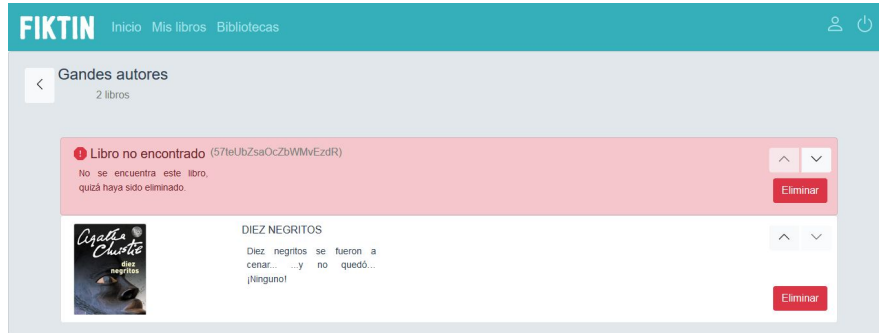 FIKTIN Inicio Mis libros Bibliotecas
Gandes autores
2 libros
Libro no encontrado (57teUbZsaOcZbWMvEzdR)
No se encuentra este libro,
quizá haya sido eliminado.
Eliminar
Agatha
Christie
diez
negritos
DIEZ NEGRITOS
Diez negritos se fueron a
cenar... ...y no quedó...
¡Ninguno!
Eliminar